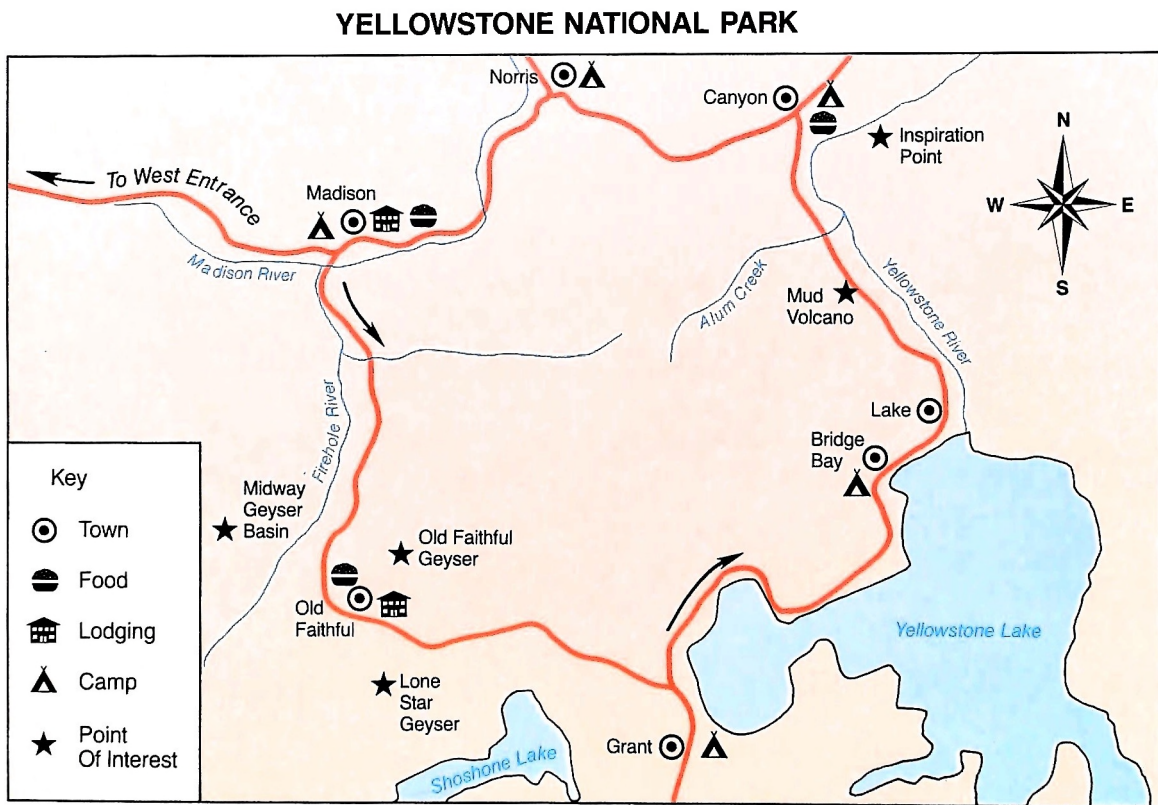 YELLOWSTONE NATIONAL PARK
Norris
Canyon
Inspiration
Point
N
W
E
S
To West Entrance
Madison
Madison River
Alum Creek
Mud
Volcano
Yellowstone River
Firehole River
Lake
Bridge
Bay
Midway
Geyser
Basin
Old Faithful
Geyser
Old
Faithful
Lone
Star
Geyser
Yellowstone Lake
Grant
Shoshone Lake
Key
Town
Food
Lodging
Camp
Point
Of Interest